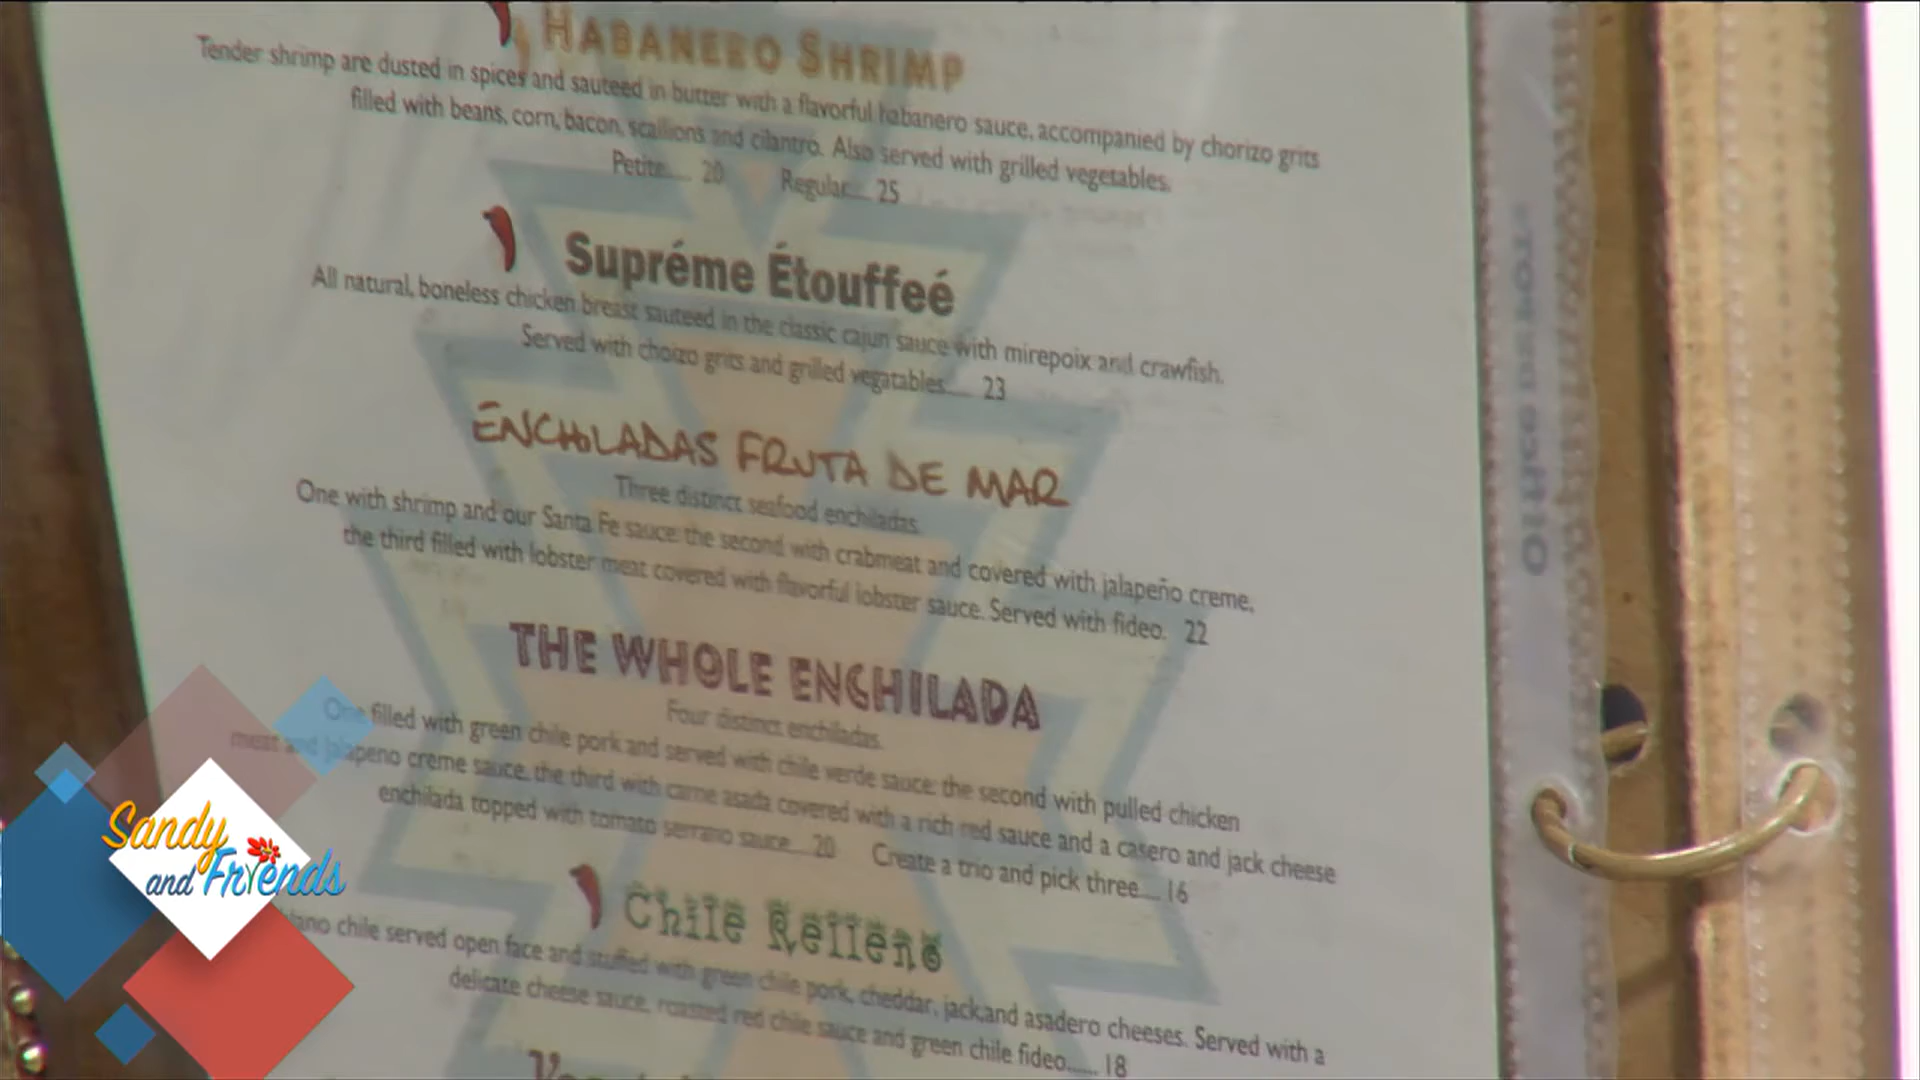 HABANERO SHRIMP
Tender shrimp are dusted in spices and sauteed in butter with a flavorful habanero sauce, accompanied by chorizo grits
filled with beans, corn, bacon, scallions and cilantro. Also served with grilled vegetables.
Petite..... 20 Regular..... 25
Supréme Étouffeé
All natural, boneless chicken breast sauteed in the classic cajun sauce with mirepoix and crawfish.
Served with choizo grits and grilled vegatables..... 23
ENCHILADAS FRUTA DE MAR
Three distinct seafood enchiladas.
One with shrimp and our Santa Fe sauce: the second with crabmeat and covered with jalapeño creme,
the third filled with lobster meat covered with flavorful lobster sauce. Served with fideo. 22
THE WHOLE ENCHILADA
Four distinct enchiladas.
One filled with green chile pork and served with chile verde sauce: the second with pulled chicken
meat and jalapeno creme sauce, the third with carne asada covered with a rich red sauce and a casero and jack cheese
enchilada topped with tomato serrano sauce.....20 Create a trio and pick three..... 16
Chile Relleno
chile served open face and stuffed with green chile pork, cheddar, jack,and asadero cheeses. Served with a
delicate cheese sauce, roasted red chile sauce and green chile fideo...... 18
Sandy
and Friends